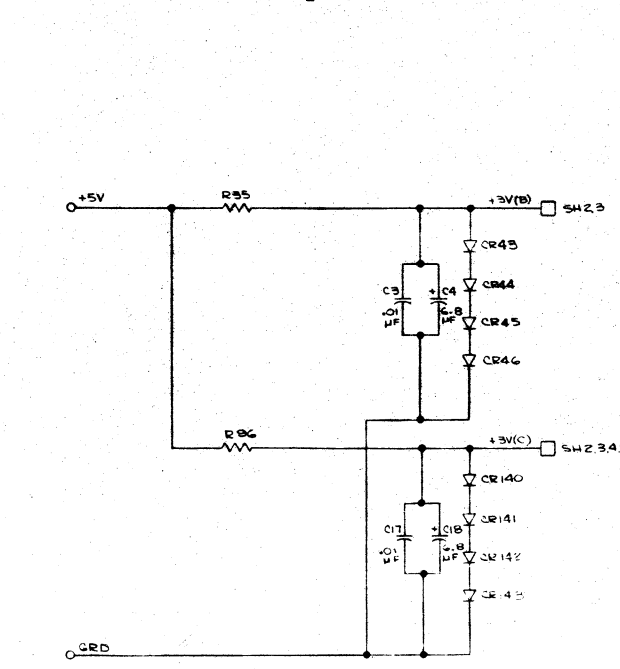 +5V
R35
+3V(B)
SH2,3
CR43
C3
+ C4
CR44
.01
µF
6.8
µF
CR45
CR46
R36
+3V(C)
SH2,3,4
CR140
C17
+ C18
CR141
.01
µF
6.8
µF
CR142
CR143
GRD